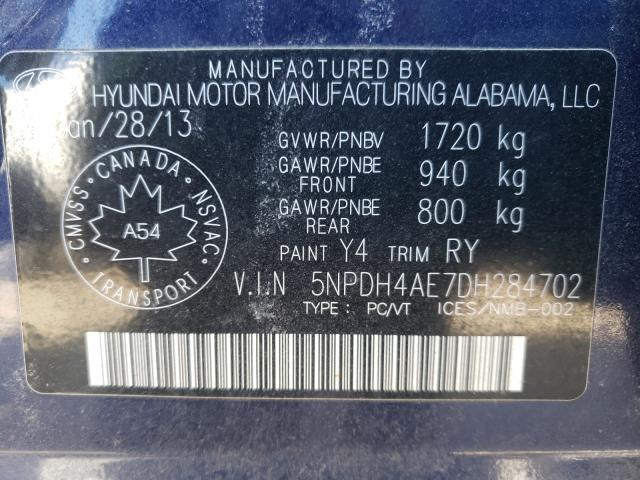 MANUFACTURED BY
HYUNDAI MOTOR MANUFACTURING ALABAMA, LLC
an/28/13
GVWR/PNBV 1720 kg
GAWR/PNBE FRONT 940 kg
GAWR/PNBE REAR 800 kg
CANADA
CMVSS
NSVAC
A54
TRANSPORT
PAINT Y4 TRIM RY
V.I.N 5NPDH4AE7DH284702
TYPE : PC/VT ICES/NMB-002